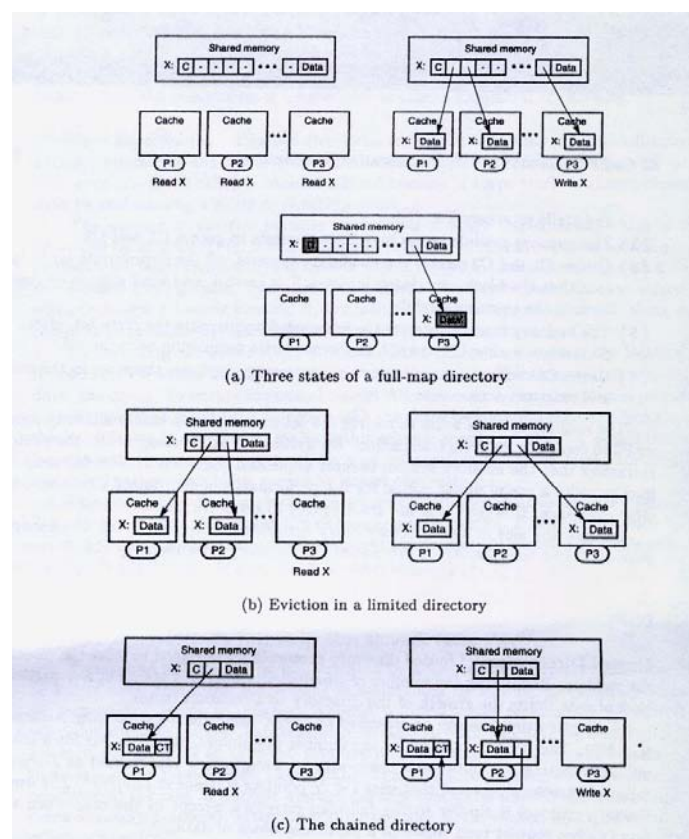 Shared memory
X: C - - - - ••• - Data
Shared memory
X: C - - ••• Data
Cache
Cache
Cache
P1
P2
P3
Read X
Read X
Read X
Cache
X: Data
Cache
X: Data
Cache
X: Data
P1
P2
P3
Write X
Shared memory
X: - - - - ••• Data
Cache
Cache
Cache
X: Data
P1
P2
P3
(a) Three states of a full-map directory
Shared memory
X: C Data
Shared memory
X: C Data
Cache
X: Data
Cache
X: Data
Cache
P1
P2
P3
Read X
Cache
X: Data
Cache
Cache
X: Data
P1
P2
P3
(b) Eviction in a limited directory
Shared memory
X: C Data
Shared memory
X: C Data
Cache
X: Data CT
Cache
Cache
P1
P2
P3
Read X
Cache
X: Data CT
Cache
X: Data
Cache
P1
P2
P3
Write X
(c) The chained directory